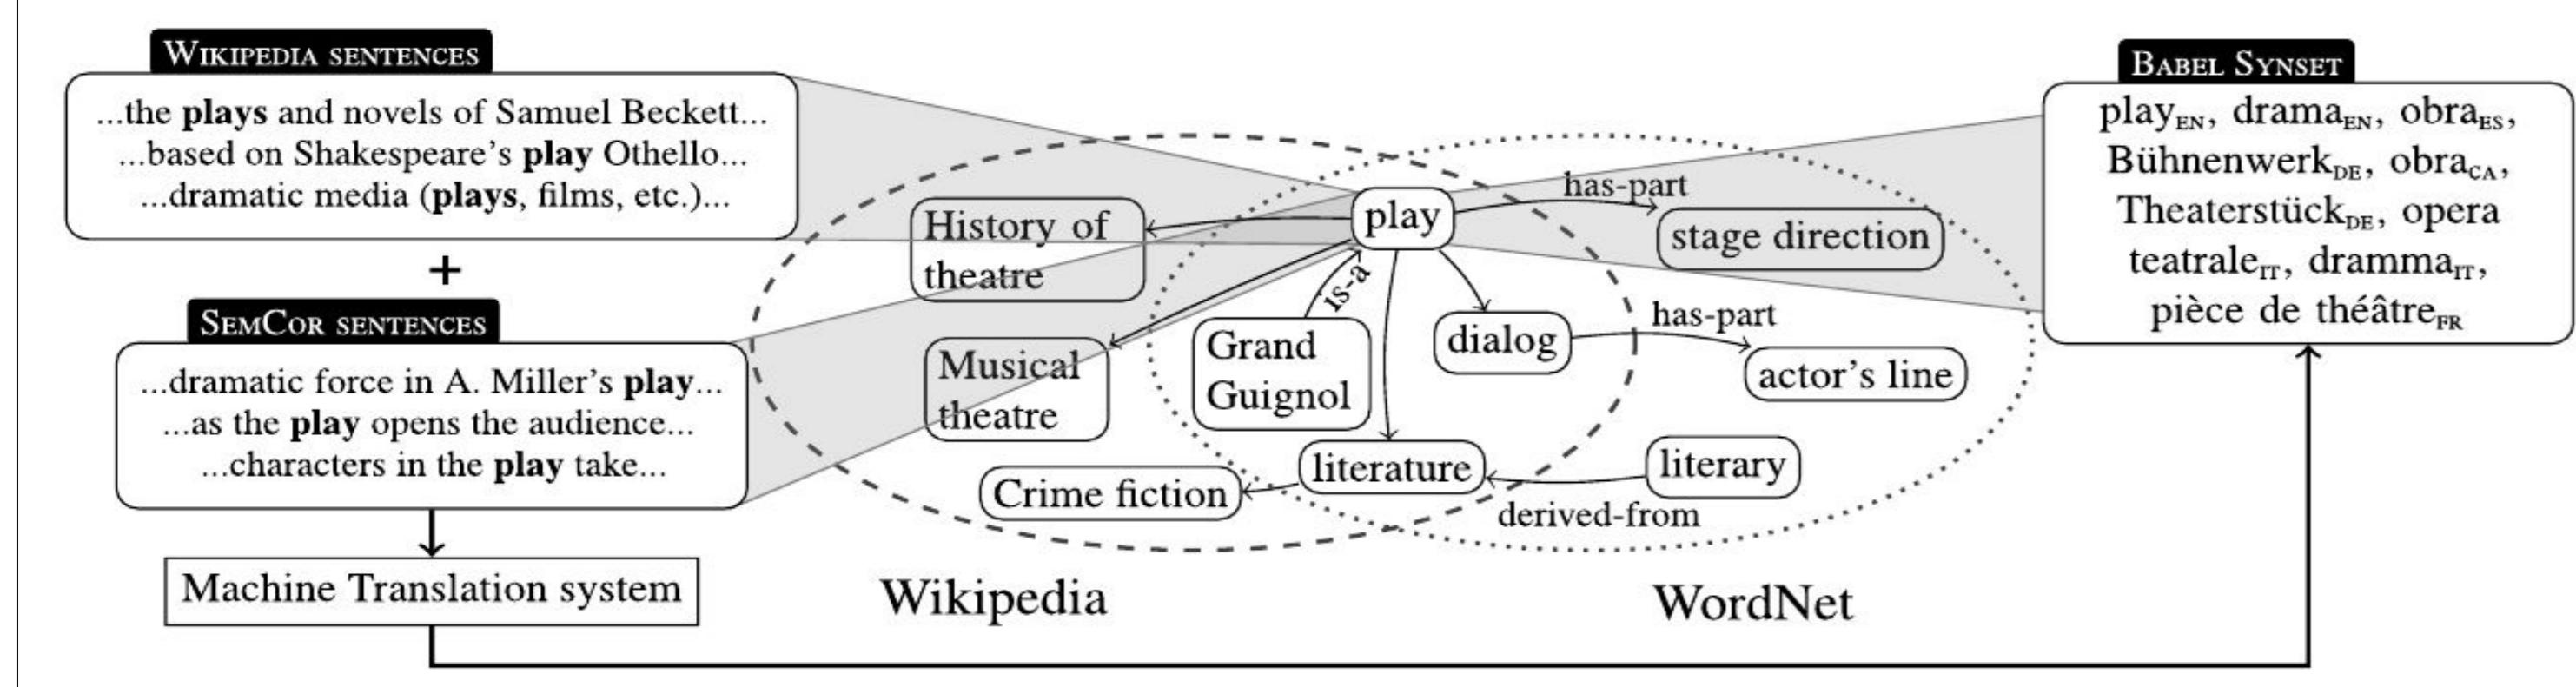 WIKIPEDIA SENTENCES
...the plays and novels of Samuel Beckett...
...based on Shakespeare's play Othello...
...dramatic media (plays, films, etc.)...
+
SEMCOR SENTENCES
...dramatic force in A. Miller's play...
...as the play opens the audience...
...characters in the play take...
Machine Translation system
History of
theatre
Musical
theatre
play
has-part
stage direction
is-a
Grand
Guignol
dialog
has-part
actor's line
literature
literary
derived-from
Crime fiction
Wikipedia
WordNet
BABEL SYNSET
playEN, dramaEN, obraES,
BühnenwerkDE, obraCA,
TheaterstückDE, opera
teatraleIT, drammaIT,
pièce de théâtreFR